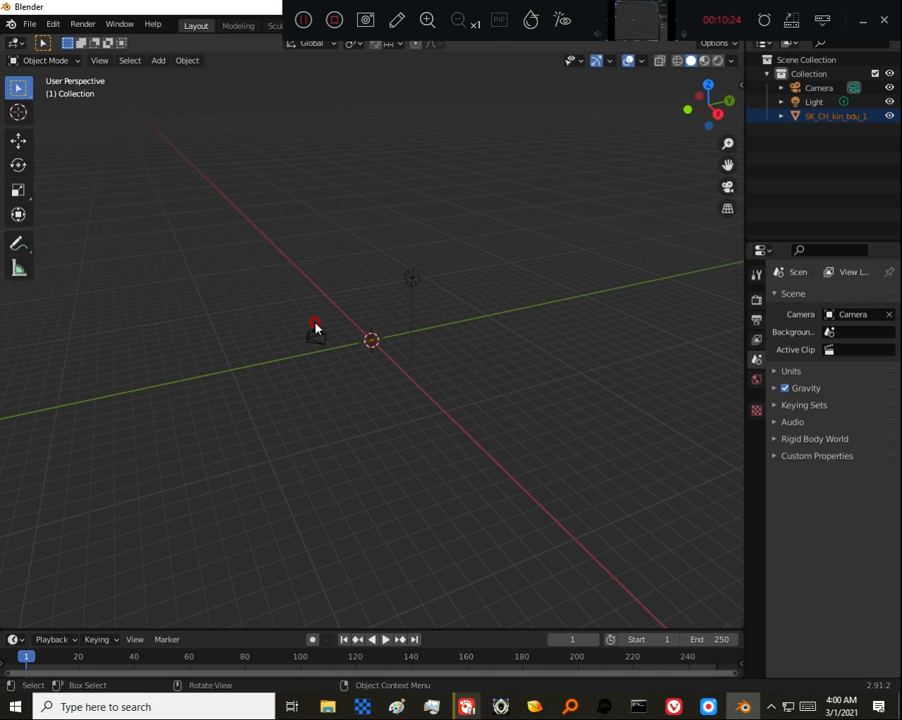 Blender
00:10:24
x1
PIP
File Edit Render Window Help Layout Modeling Scu
Global
Options
Object Mode View Select Add Object
User Perspective
(1) Collection
Z
Y
X
Scene Collection
Collection
Camera
Light
SK_CH_kin_bdu_1
Scen View L...
Scene
Camera Camera
Backgroun...
Active Clip
Units
Gravity
Keying Sets
Audio
Rigid Body World
Custom Properties
Playback Keying View Marker
1 Start 1 End 250
1 20 40 60 80 100 120 140 160 180 200 220 240
Select Box Select Rotate View Object Context Menu 2.91.2
Type here to search
4:00 AM
3/1/2021